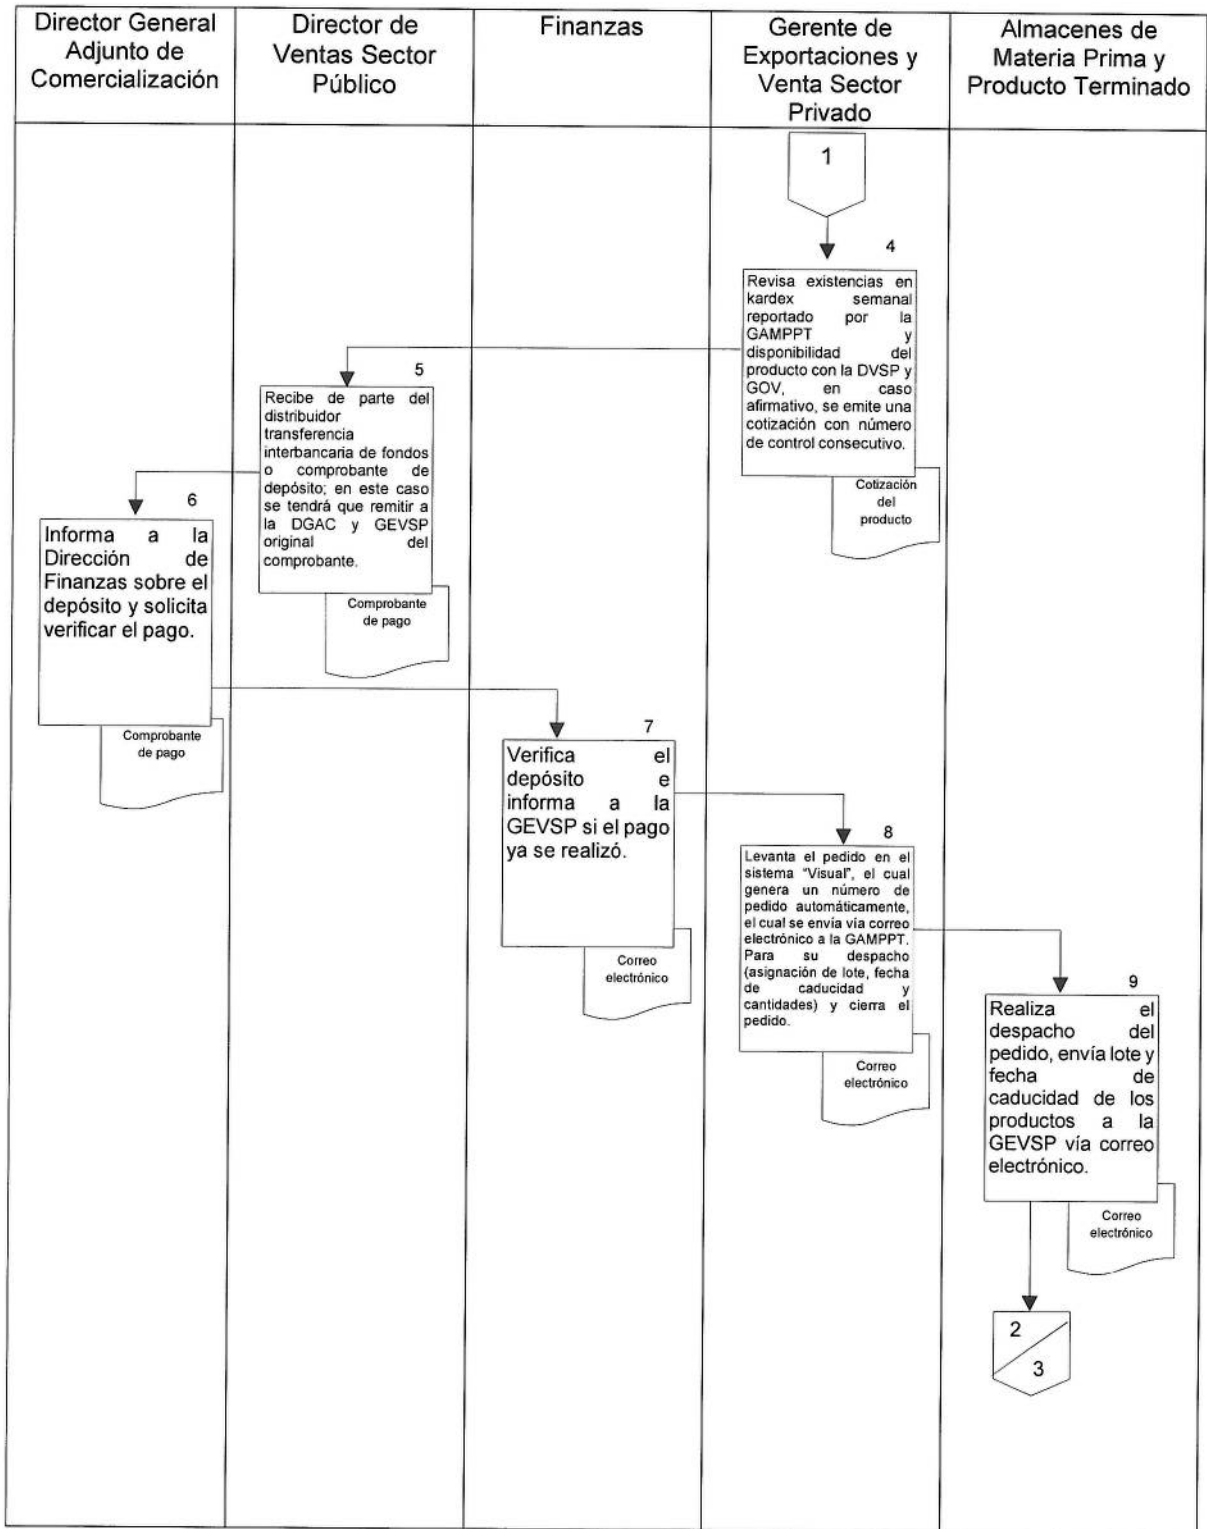 Director General
Adjunto de
Comercialización
Director de
Ventas Sector
Público
Finanzas
Gerente de
Exportaciones y
Venta Sector
Privado
Almacenes de
Materia Prima y
Producto Terminado
1
4
Revisa existencias en
kardex semanal
reportado por la
GAMPPT y
disponibilidad del
producto con la DVSP y
GOV, en caso
afirmativo, se emite una
cotización con número
de control consecutivo.
Cotización
del
producto
5
Recibe de parte del
distribuidor
transferencia
interbancaria de fondos
o comprobante de
depósito; en este caso
se tendrá que remitir a
la DGAC y GEVSP
original del
comprobante.
Comprobante
de pago
6
Informa a la
Dirección de
Finanzas sobre el
depósito y solicita
verificar el pago.
Comprobante
de pago
7
Verifica el
depósito e
informa a la
GEVSP si el pago
ya se realizó.
Correo
electrónico
8
Levanta el pedido en el
sistema "Visual", el cual
genera un número de
pedido automáticamente,
el cual se envía vía correo
electrónico a la GAMPPT.
Para su despacho
(asignación de lote, fecha
de caducidad y
cantidades) y cierra el
pedido.
Correo
electrónico
9
Realiza el
despacho del
pedido, envía lote y
fecha de
caducidad de los
productos a la
GEVSP vía correo
electrónico.
Correo
electrónico
2
3